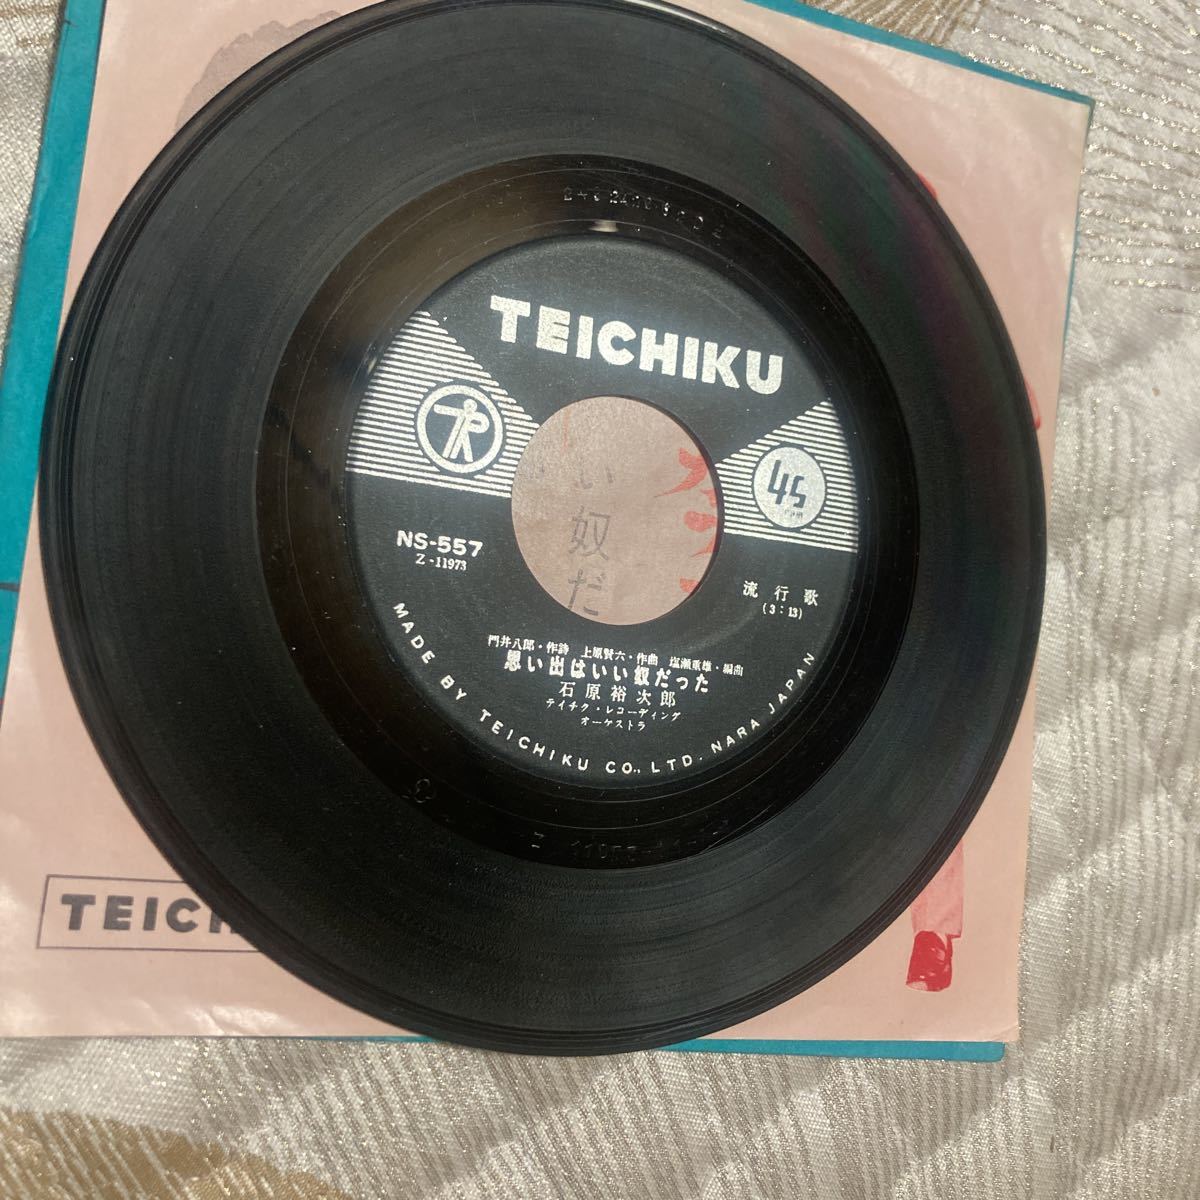 TEICHIKU
45
NS-557
Z-11973
流行歌
(3:13)
門井八郎・作詩 上原賢六・作曲 塩瀬重雄・編曲
思い出はいい奴だった
石原裕次郎
テイチク・レコーディング
オーケストラ
MADE BY TEICHIKU CO., LTD. NARA JAPAN
い奴だ
TEICH